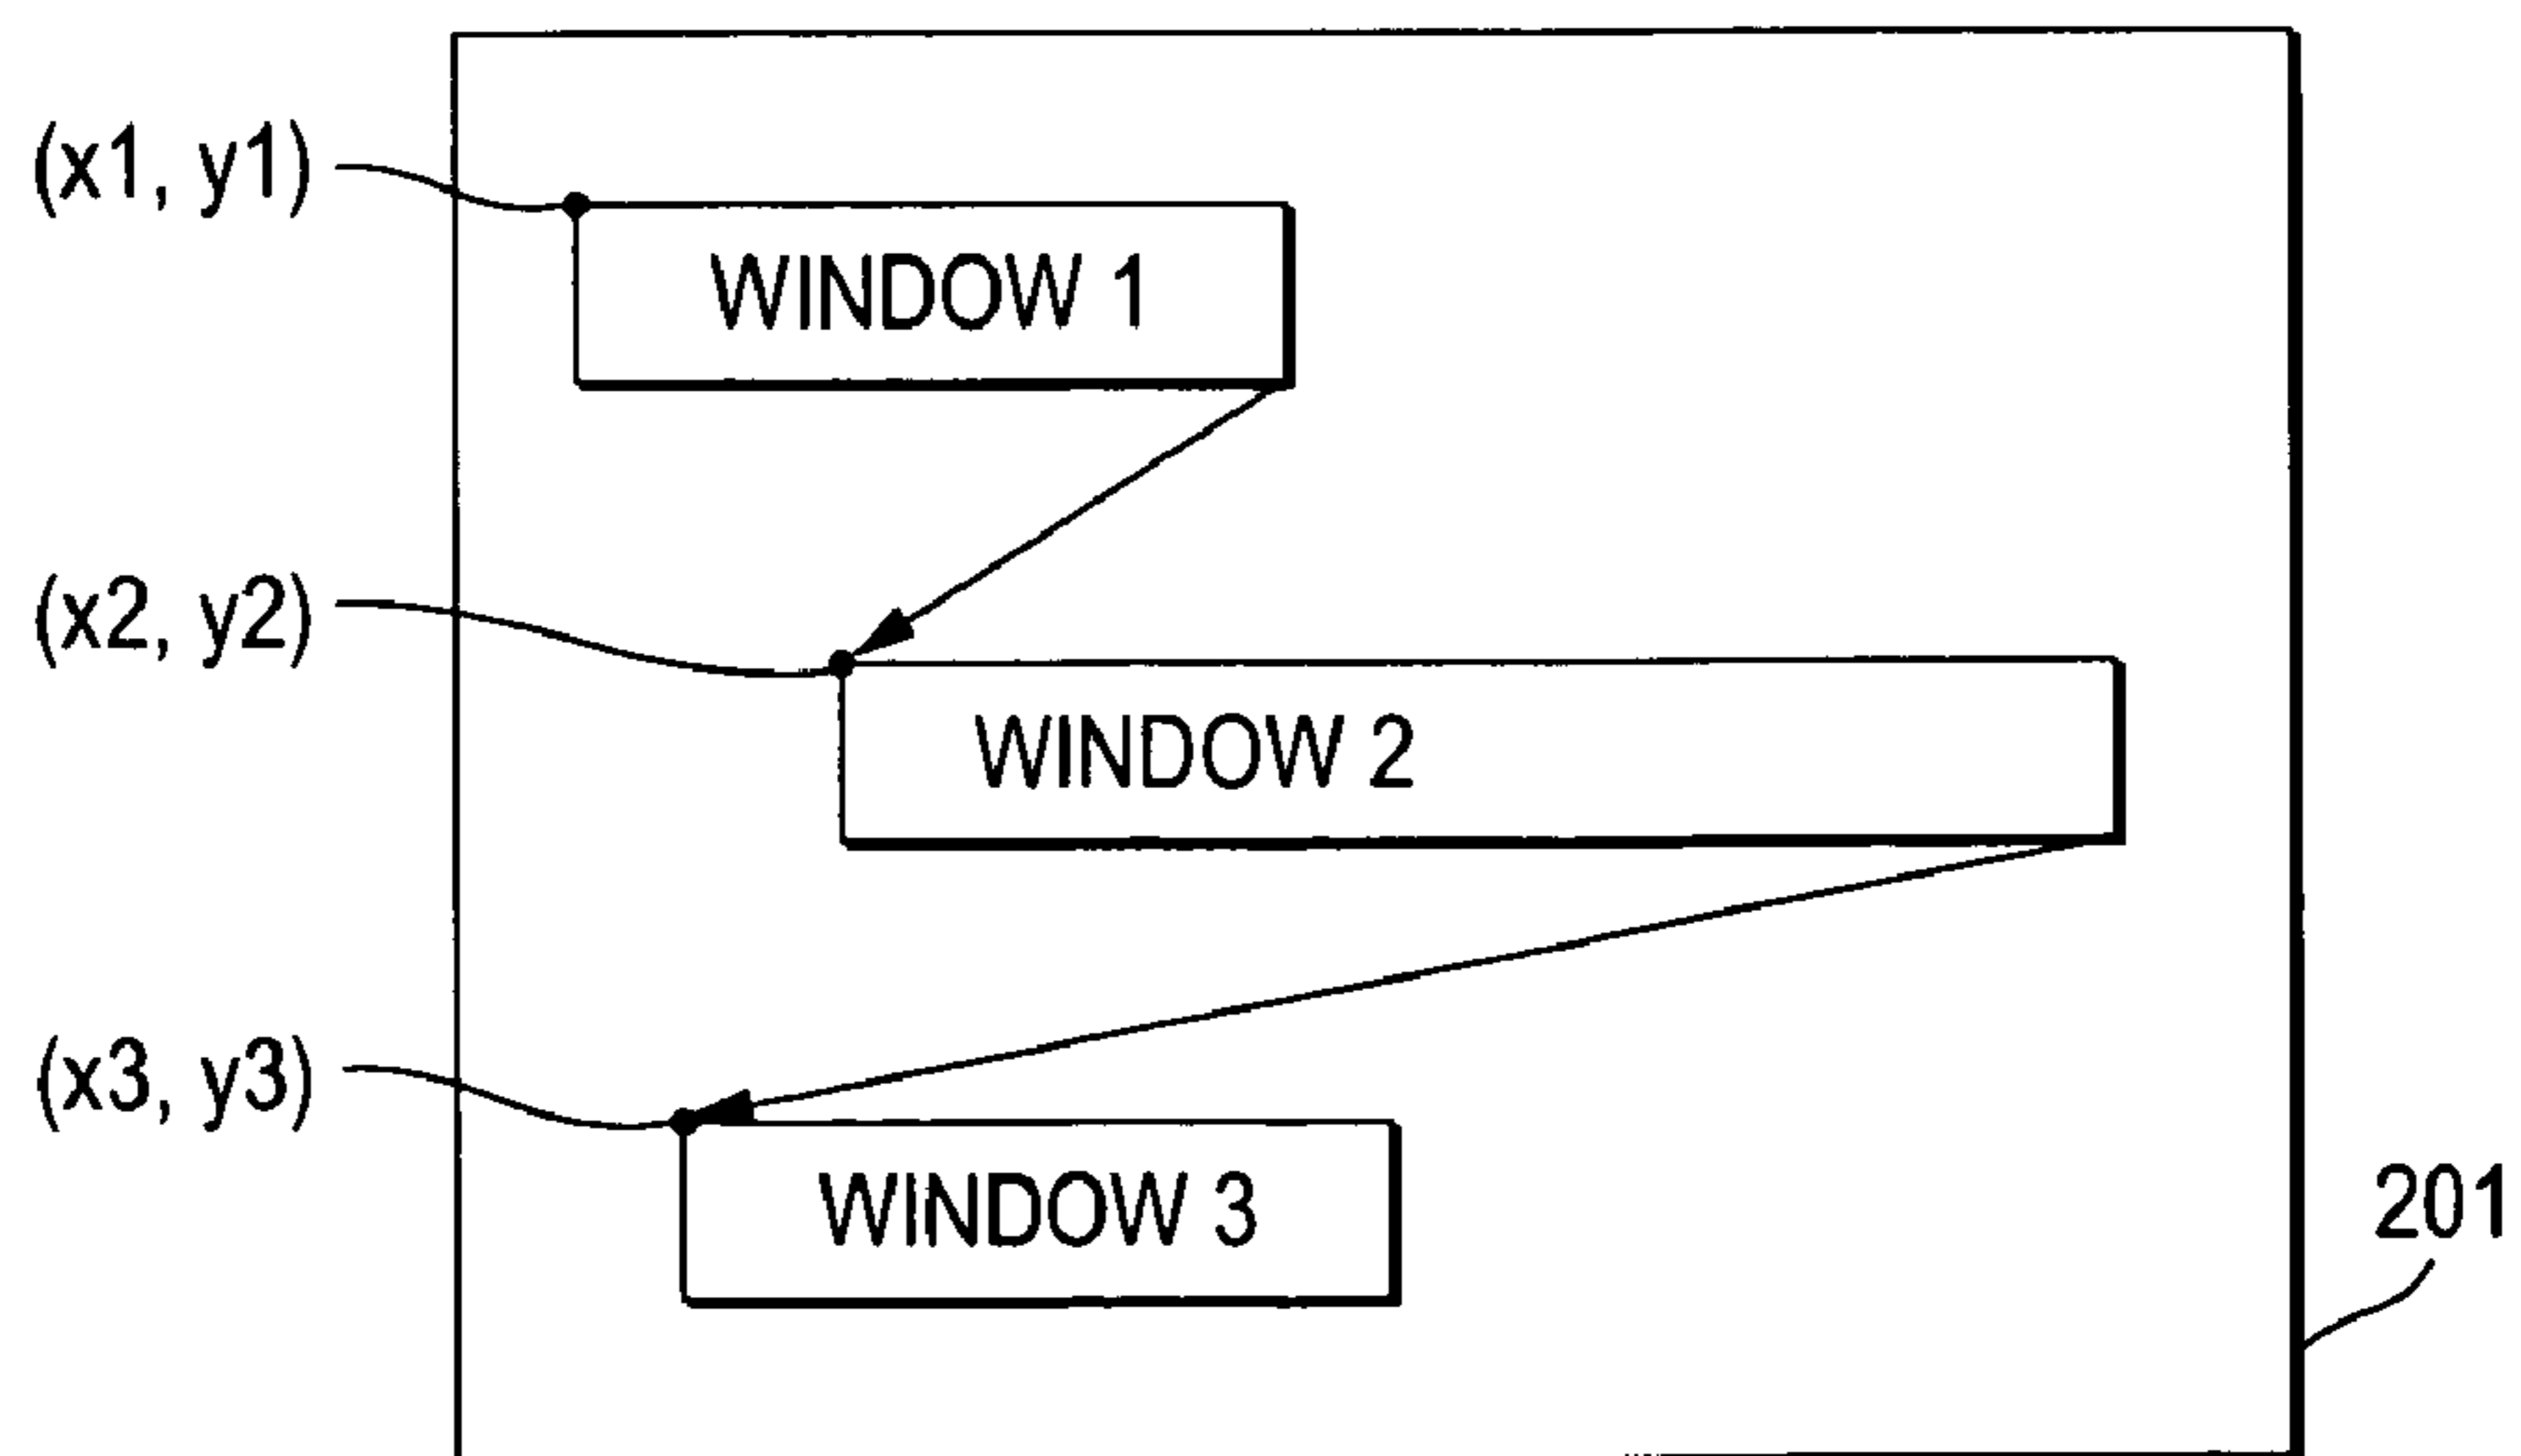 (x1, y1)
WINDOW 1
(x2, y2)
WINDOW 2
(x3, y3)
WINDOW 3
201